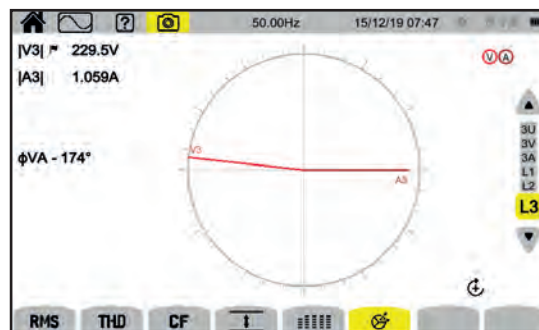 ? 50.00Hz 15/12/19 07:47
|V3| 229.5V
|A3| 1.059A
V A
ϕVA - 174°
V3
A3
3U
3V
3A
L1
L2
L3
RMS THD CF